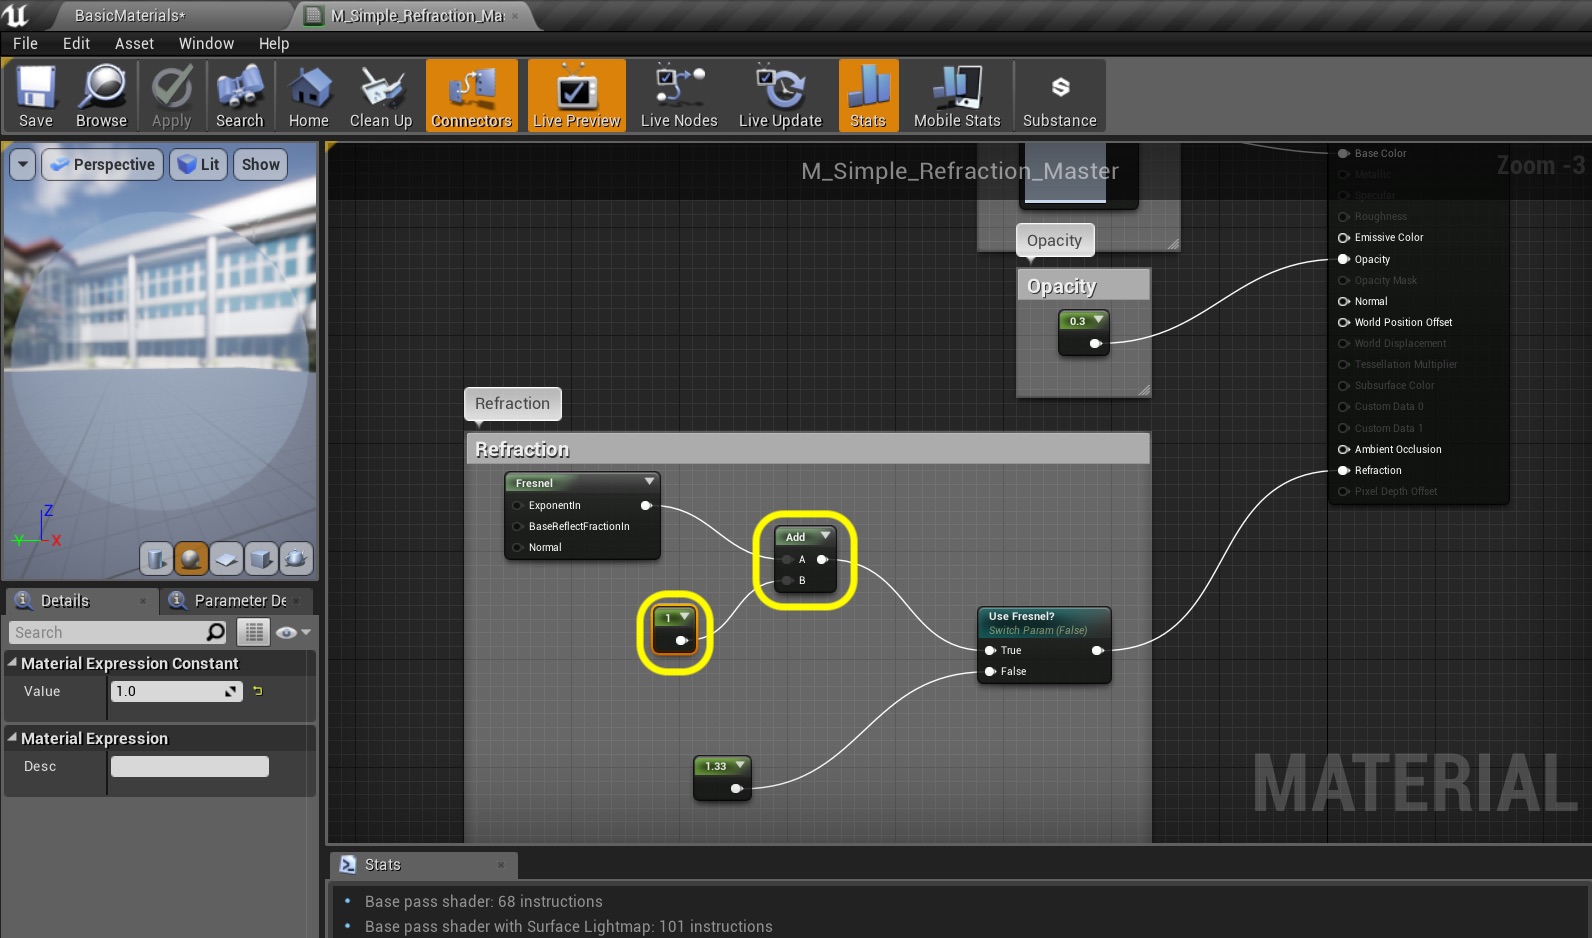 BasicMaterials*
M_Simple_Refraction_Ma
File Edit Asset Window Help
Save Browse Apply Search Home Clean Up Connectors Live Preview Live Nodes Live Update Stats Mobile Stats Substance
Perspective Lit Show
M_Simple_Refraction_Master
Zoom -3
Base Color
Metallic
Specular
Roughness
Emissive Color
Opacity
Opacity Mask
Normal
World Position Offset
World Displacement
Tessellation Multiplier
Subsurface Color
Custom Data 0
Custom Data 1
Ambient Occlusion
Refraction
Pixel Depth Offset
Opacity
Opacity
0.3
Refraction
Refraction
Fresnel
ExponentIn
BaseReflectFractionIn
Normal
Add
A
B
1
Use Fresnel?
Switch Param (False)
True
False
1.33
MATERIAL
Z
Y
X
Details
Parameter De
Search
Material Expression Constant
Value 1.0
Material Expression
Desc
Stats
Base pass shader: 68 instructions
Base pass shader with Surface Lightmap: 101 instructions